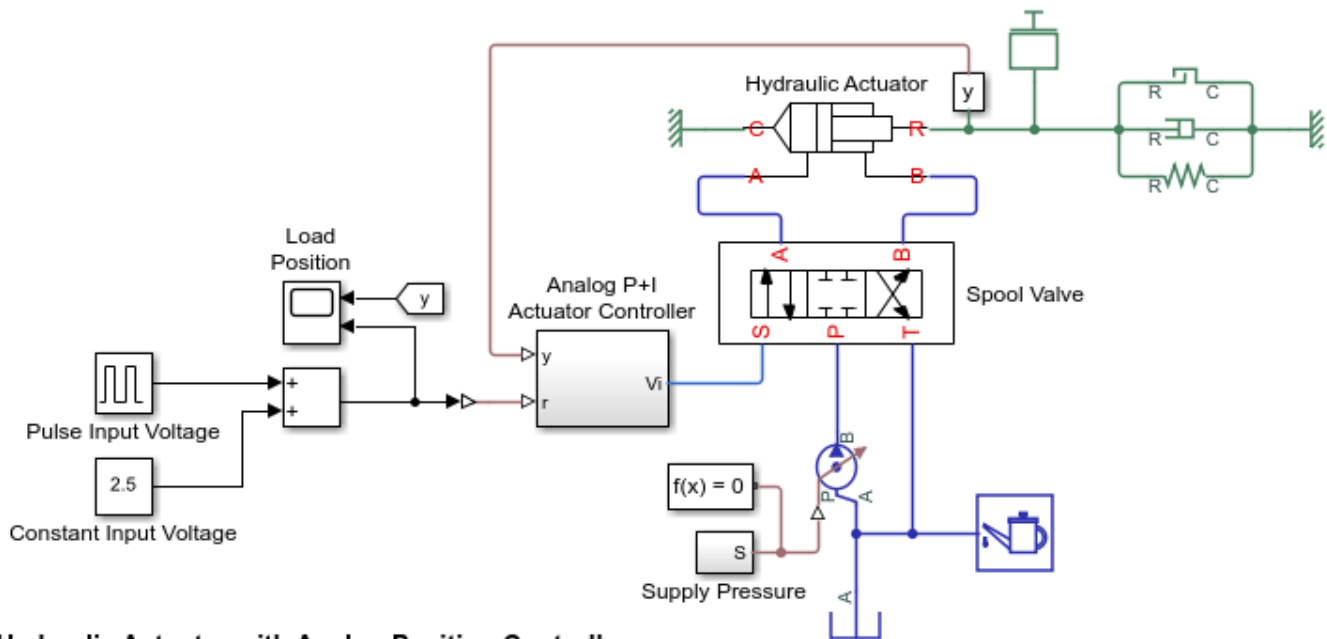 Hydraulic Actuator
y
R C
C
R
R C
A
B
R C
Load
Position
A
B
Analog P+I
Actuator Controller
Spool Valve
y
S
P
T
y
+
Vi
r
+
Pulse Input Voltage
B
2.5
f(x) = 0
P
A
Constant Input Voltage
S
Supply Pressure
A